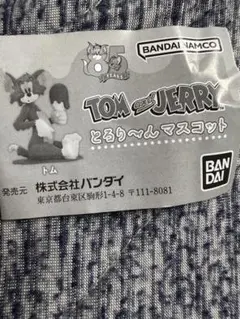 85
BANDAI NAMCO
TOM and JERRY
とろり〜んマスコット
トム
発売元 株式会社バンダイ
東京都台東区駒形1-4-8 〒111-8081
BAN
DAI